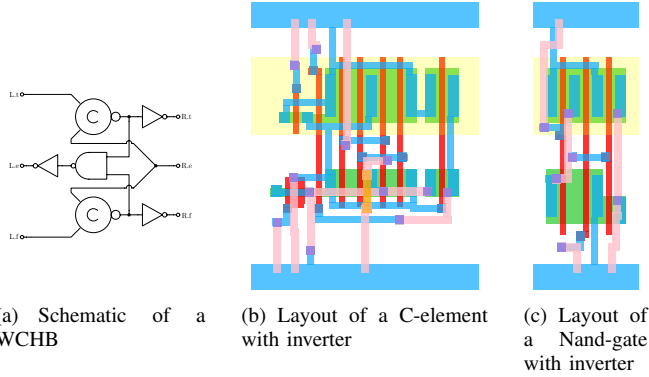 L.t
C
R.t
L.e
R.e
C
R.f
L.f
(a) Schematic of a
WCHB
(b) Layout of a C-element
with inverter
(c) Layout of
a Nand-gate
with inverter